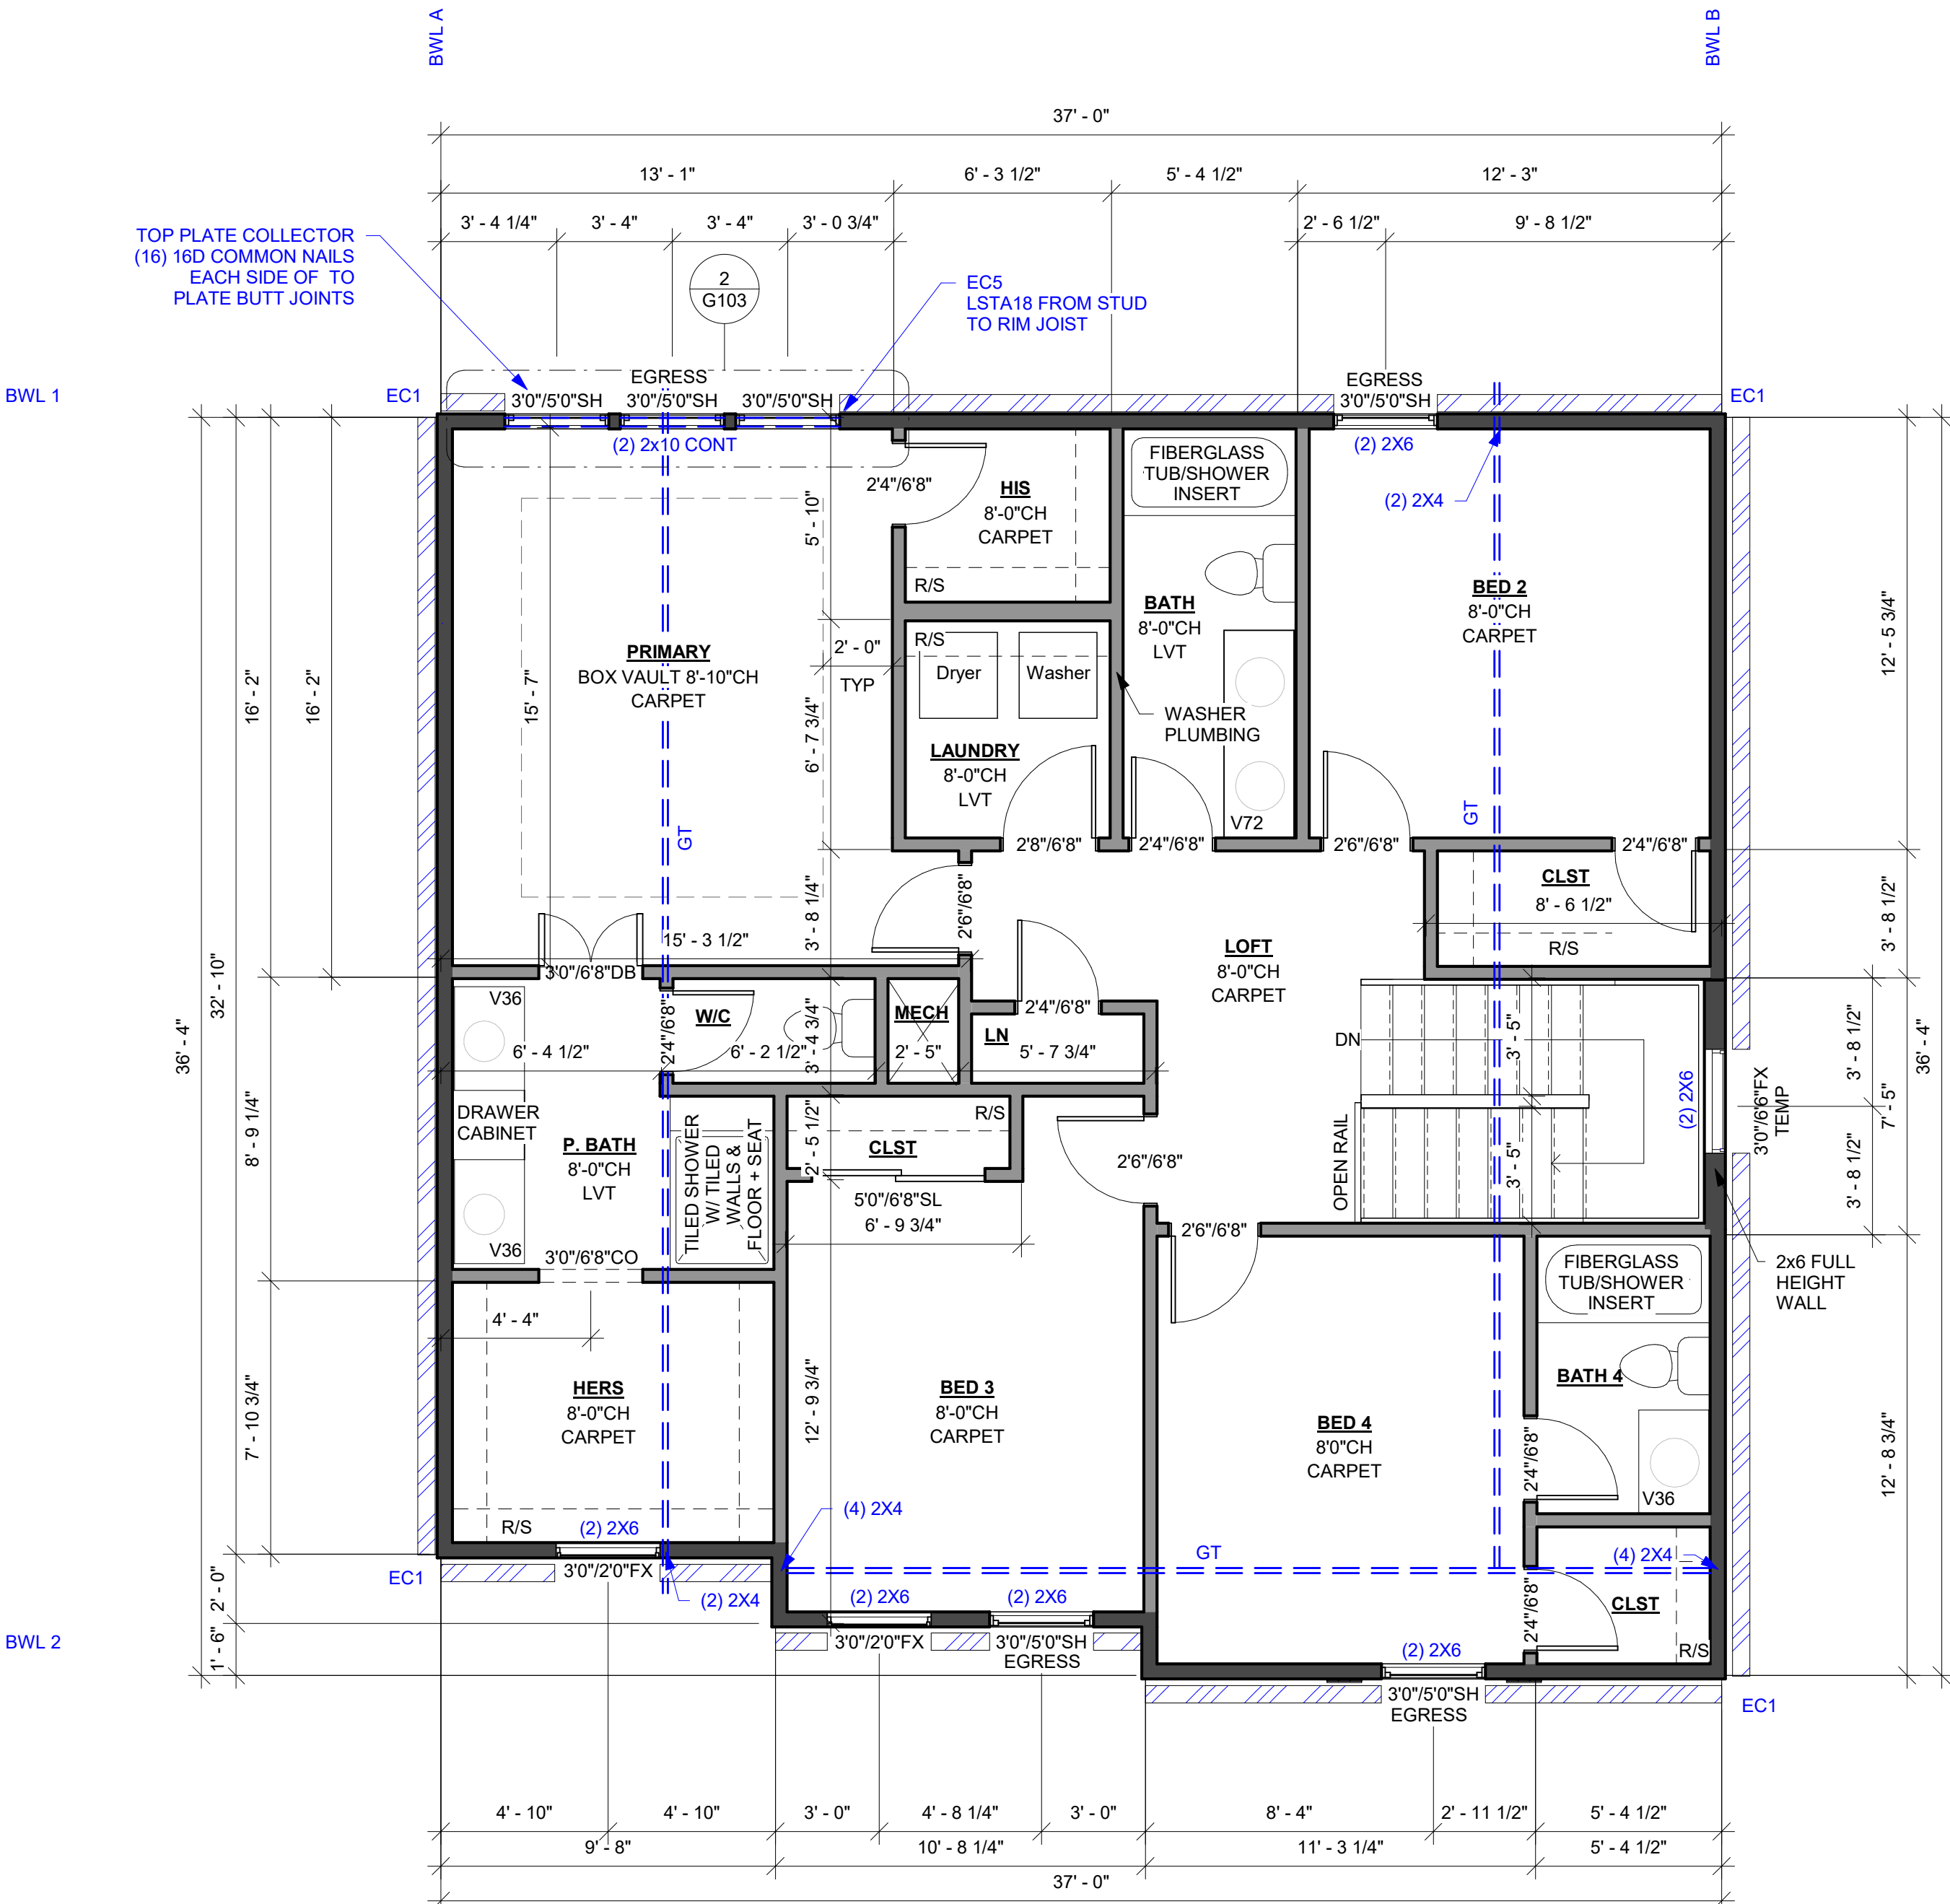 BWL A
BWL B
37' - 0"
13' - 1"
6' - 3 1/2"
5' - 4 1/2"
12' - 3"
3' - 4 1/4"
3' - 4"
3' - 4"
3' - 0 3/4"
2' - 6 1/2"
9' - 8 1/2"
TOP PLATE COLLECTOR
(16) 16D COMMON NAILS
EACH SIDE OF TO
PLATE BUTT JOINTS
2
G103
EC5
LSTA18 FROM STUD
TO RIM JOIST
BWL 1
EC1
EGRESS
3'0"/5'0"SH
3'0"/5'0"SH
3'0"/5'0"SH
EGRESS
3'0"/5'0"SH
EC1
(2) 2x10 CONT
(2) 2X6
(2) 2X4
2'4"/6'8"
HIS
8'-0"CH
CARPET
R/S
5' - 10"
FIBERGLASS
TUB/SHOWER
INSERT
BATH
8'-0"CH
LVT
BED 2
8'-0"CH
CARPET
12' - 5 3/4"
PRIMARY
BOX VAULT 8'-10"CH
CARPET
15' - 7"
16' - 2"
16' - 2"
2' - 0"
TYP
R/S
Dryer
Washer
WASHER
PLUMBING
6' - 7 3/4"
LAUNDRY
8'-0"CH
LVT
GT
GT
V72
2'8"/6'8"
2'4"/6'8"
2'6"/6'8"
2'4"/6'8"
CLST
8' - 6 1/2"
R/S
3' - 8 1/2"
3' - 8 1/4"
2'6"/6'8"
15' - 3 1/2"
3'0"/6'8"DB
LOFT
8'-0"CH
CARPET
36' - 4"
32' - 10"
V36
6' - 4 1/2"
2'4"/6'8"
W/C
6' - 2 1/2"
3' - 4 3/4"
MECH
2' - 5"
LN
2'4"/6'8"
5' - 7 3/4"
DN
3' - 5"
3' - 5"
OPEN RAIL
(2) 2X6
3'0"/6'6"FX
TEMP
3' - 8 1/2"
3' - 8 1/2"
7' - 5"
36' - 4"
DRAWER
CABINET
P. BATH
8'-0"CH
LVT
V36
8' - 9 1/4"
TILED SHOWER
W/ TILED
WALLS &
FLOOR + SEAT
2' - 5 1/2"
R/S
CLST
5'0"/6'8"SL
6' - 9 3/4"
2'6"/6'8"
2'6"/6'8"
3'0"/6'8"CO
4' - 4"
FIBERGLASS
TUB/SHOWER
INSERT
2x6 FULL
HEIGHT
WALL
HERS
8'-0"CH
CARPET
7' - 10 3/4"
12' - 9 3/4"
BED 3
8'-0"CH
CARPET
BED 4
8'0"CH
CARPET
BATH 4
2'4"/6'8"
V36
12' - 8 3/4"
R/S
(2) 2X6
(4) 2X4
GT
(4) 2X4
EC1
3'0"/2'0"FX
(2) 2X4
(2) 2X6
(2) 2X6
2'4"/6'8"
CLST
R/S
2' - 0"
1' - 6"
BWL 2
3'0"/2'0"FX
3'0"/5'0"SH
EGRESS
(2) 2X6
3'0"/5'0"SH
EGRESS
EC1
4' - 10"
4' - 10"
3' - 0"
4' - 8 1/4"
3' - 0"
8' - 4"
2' - 11 1/2"
5' - 4 1/2"
9' - 8"
10' - 8 1/4"
11' - 3 1/4"
5' - 4 1/2"
37' - 0"